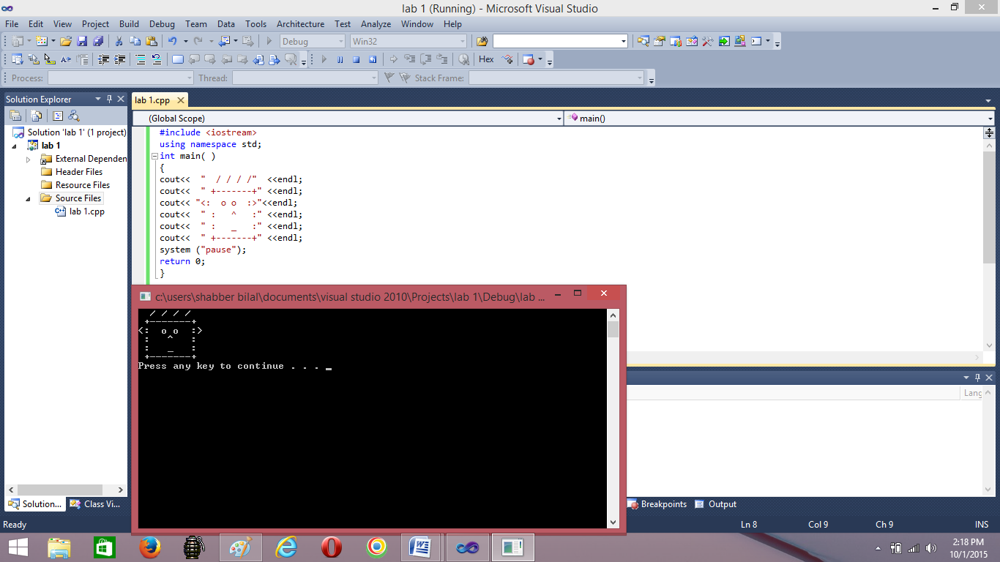 lab 1 (Running) - Microsoft Visual Studio
File Edit View Project Build Debug Team Data Tools Architecture Test Analyze Window Help
Debug Win32
Hex
Process: Thread: Stack Frame:
Solution Explorer
lab 1.cpp
(Global Scope) main()
Solution 'lab 1' (1 project)
lab 1
External Dependen
Header Files
Resource Files
Source Files
lab 1.cpp
#include <iostream>
using namespace std;
int main( )
{
cout<<  "  / / / /"  <<endl;
cout<<  " +-------+" <<endl;
cout<< "<:  o o  :>"<<endl;
cout<<  " :   ^   :" <<endl;
cout<<  " :   _   :" <<endl;
cout<<  " +-------+" <<endl;
system ("pause");
return 0;
}
c:\users\shabber bilal\documents\visual studio 2010\Projects\lab 1\Debug\lab ...
  / / / /
 +-------+
<:  o o  :>
 :   ^   :
 :   _   :
 +-------+
Press any key to continue . . . _
Lang
Solution... Class Vi...
Breakpoints Output
Ready Ln 8 Col 9 Ch 9 INS
2:18 PM
10/1/2015